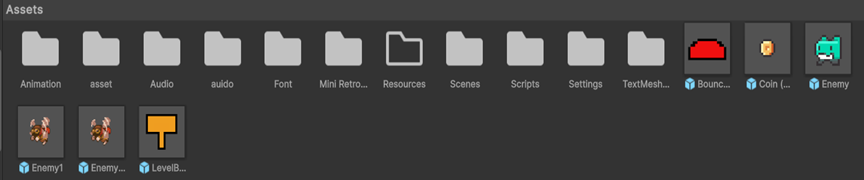 Assets
Animation asset Audio auido Font Mini Retro... Resources Scenes Scripts Settings TextMesh... Bounc... Coin (... Enemy
Enemy1 Enemy... LevelB...